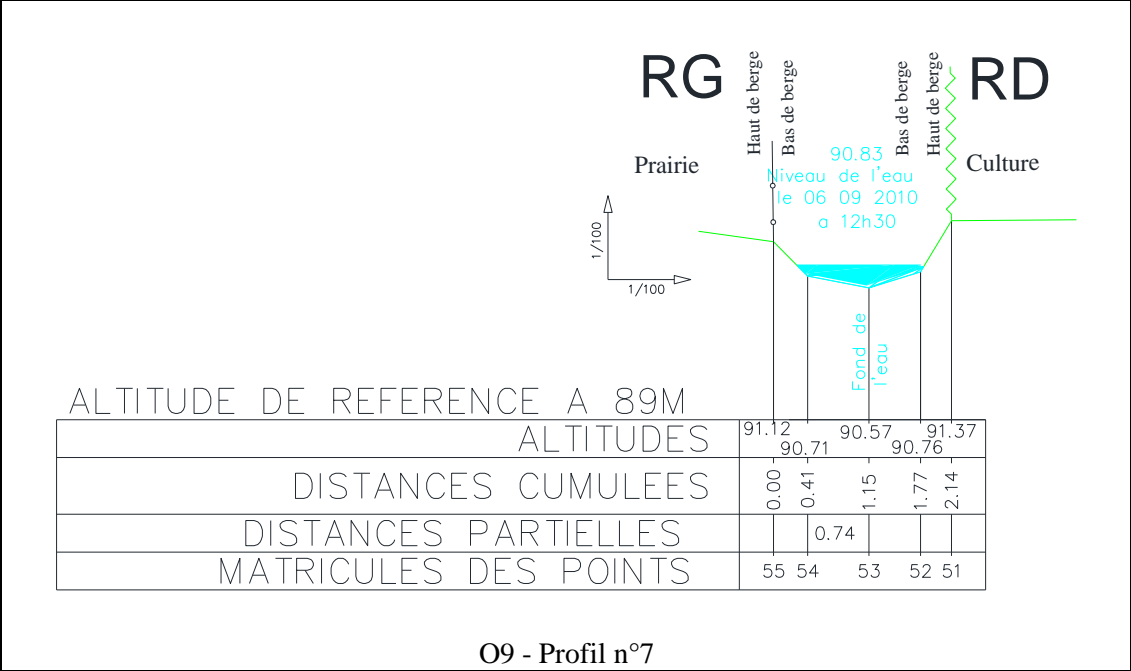 RG
Haut de berge
Bas de berge
Bas de berge
Haut de berge
RD
Prairie
90.83
Niveau de l'eau
le 06 09 2010
a 12h30
Culture
1/100
1/100
Fond de
l'eau
ALTITUDE DE REFERENCE A 89M
ALTITUDES 91.12 90.71 90.57 90.76 91.37
DISTANCES CUMULEES 0.00 0.41 1.15 1.77 2.14
DISTANCES PARTIELLES 0.74
MATRICULES DES POINTS 55 54 53 52 51
O9 - Profil n°7